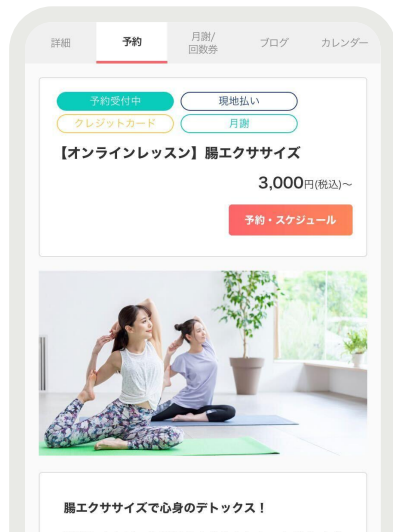 詳細
予約
月謝/
回数券
ブログ
カレンダー
予約受付中
現地払い
クレジットカード
月謝
【オンラインレッスン】腸エクササイズ
3,000円(税込)~
予約・スケジュール
腸エクササイズで心身のデトックス！